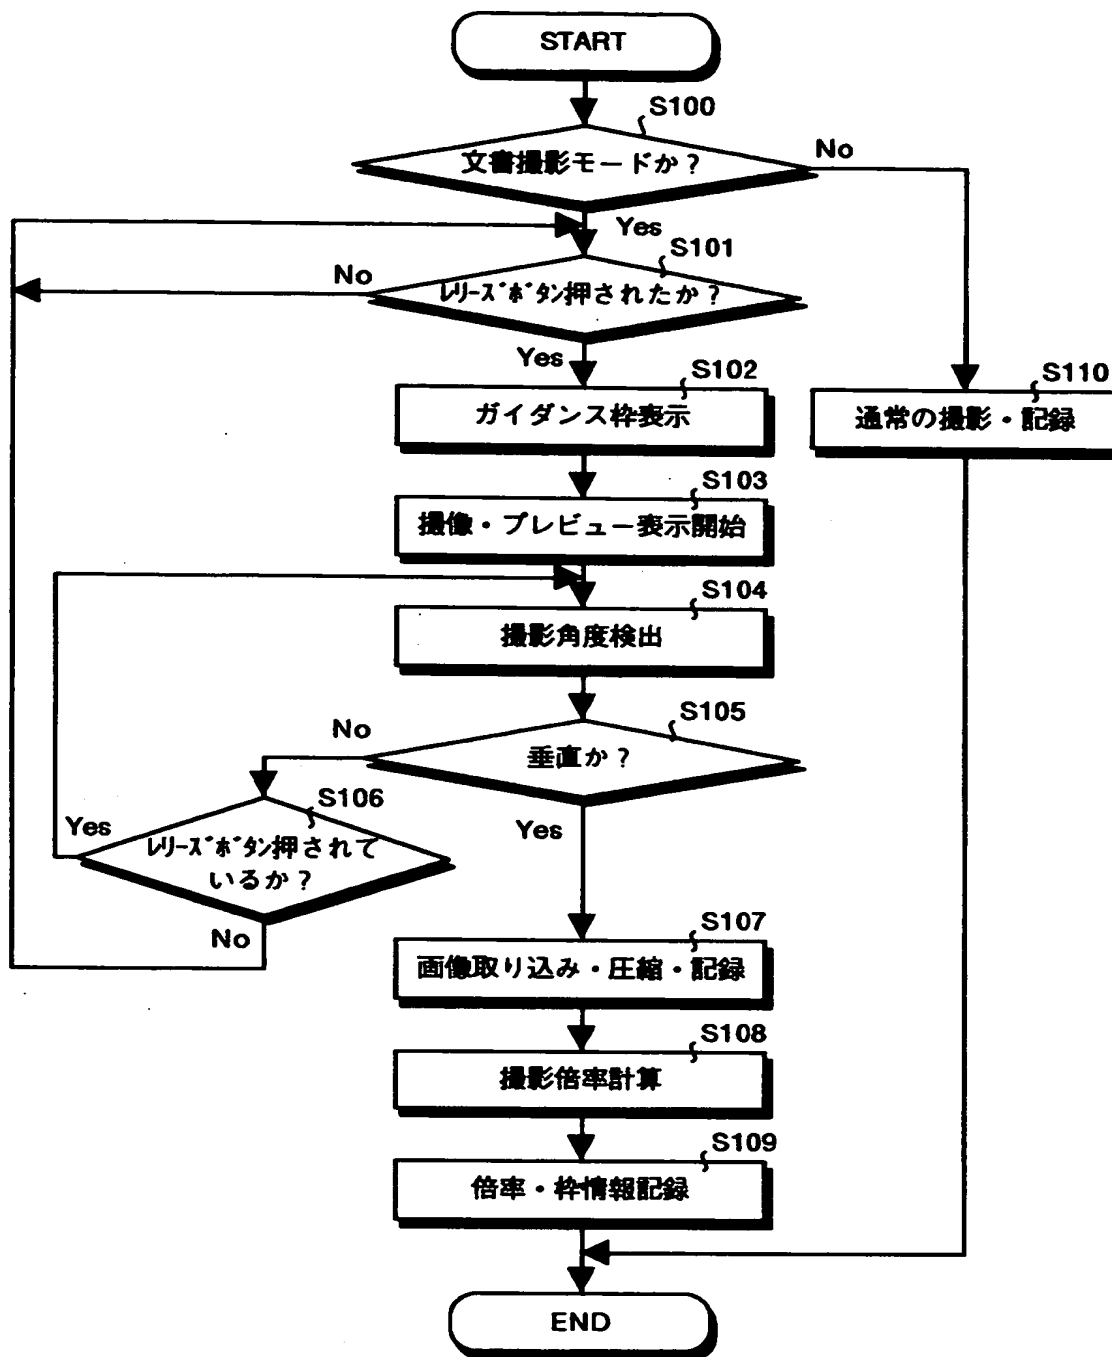 START
S100
文書撮影モードか?
No
Yes
S101
No
レリーズボタン押されたか?
Yes
S102
ガイダンス枠表示
S110
通常の撮影・記録
S103
撮像・プレビュー表示開始
S104
撮影角度検出
S105
No
垂直か?
S106
Yes
レリーズボタン押されて
いるか?
Yes
No
S107
画像取り込み・圧縮・記録
S108
撮影倍率計算
S109
倍率・枠情報記録
END